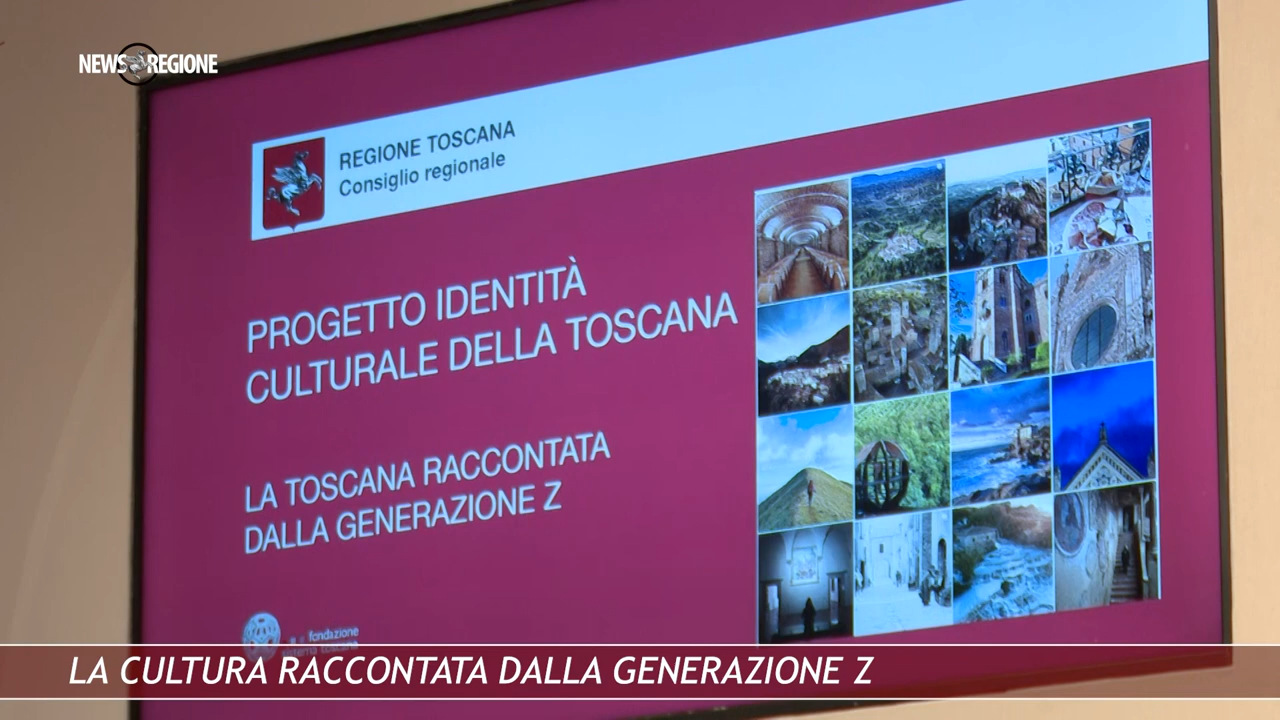 NEWS REGIONE
REGIONE TOSCANA
Consiglio regionale
PROGETTO IDENTITÀ
CULTURALE DELLA TOSCANA
LA TOSCANA RACCONTATA
DALLA GENERAZIONE Z
fondazione
sistema toscana
LA CULTURA RACCONTATA DALLA GENERAZIONE Z